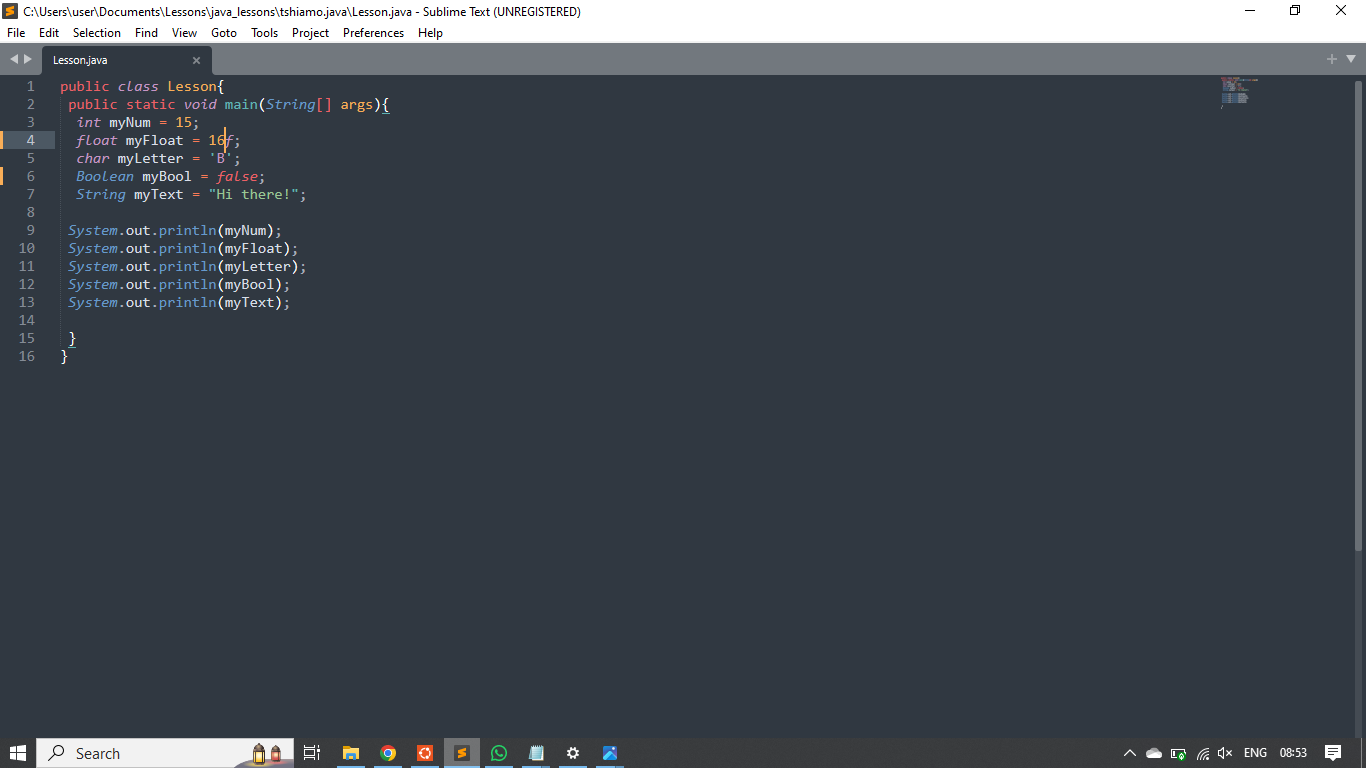 C:\Users\user\Documents\Lessons\java_lessons\tshiamo.java\Lesson.java - Sublime Text (UNREGISTERED)
File Edit Selection Find View Goto Tools Project Preferences Help
Lesson.java
1 public class Lesson{
2 public static void main(String[] args){
3 int myNum = 15;
4 float myFloat = 16f;
5 char myLetter = 'B';
6 Boolean myBool = false;
7 String myText = "Hi there!";
8
9 System.out.println(myNum);
10 System.out.println(myFloat);
11 System.out.println(myLetter);
12 System.out.println(myBool);
13 System.out.println(myText);
14
15 }
16 }
Search ENG 08:53